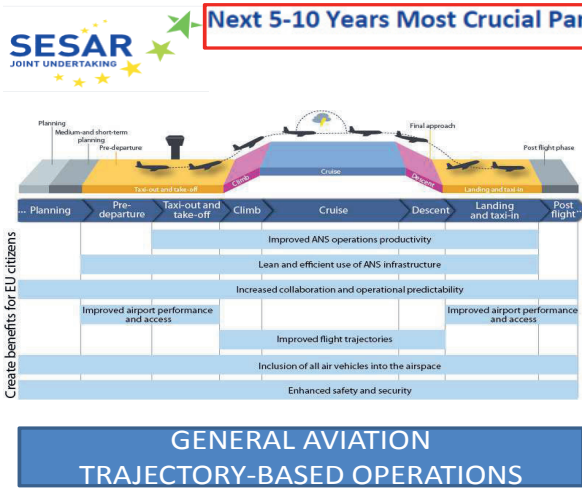 Next 5-10 Years Most Crucial
SESAR
JOINT UNDERTAKING
Planning
Medium-and short-term
planning
Pre-departure
Final approach
Post flight phase
Taxi-out and take-off
Climb
Cruise
Descent
Landing and taxi-in
... Planning
Pre-
departure
Taxi-out and
take-off
Climb
Cruise
Descent
Landing
and taxi-in
Post
flight...
Create benefits for EU citizens
Improved ANS operations productivity
Lean and efficient use of ANS infrastructure
Increased collaboration and operational predictability
Improved airport performance
and access
Improved airport performance
and access
Improved flight trajectories
Inclusion of all air vehicles into the airspace
Enhanced safety and security
GENERAL AVIATION
TRAJECTORY-BASED OPERATIONS